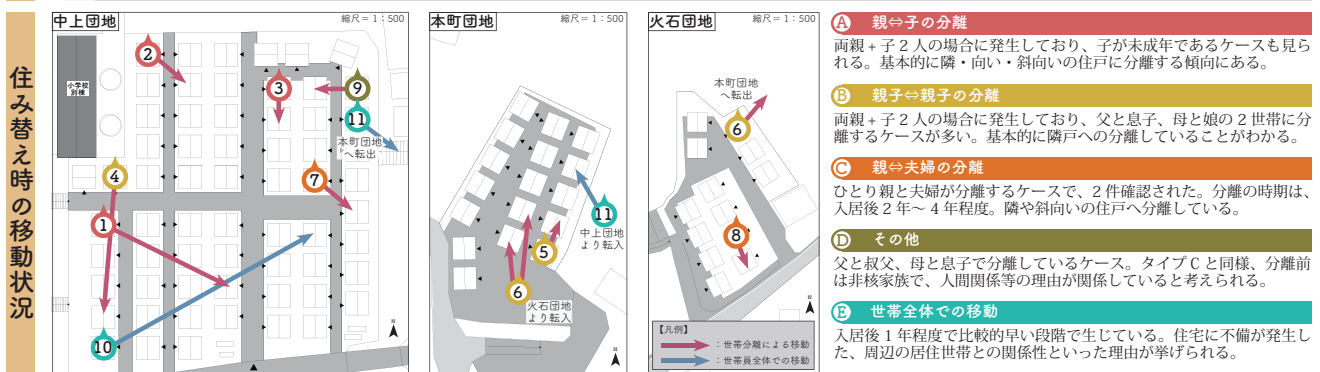 住み替え時の移動状況
中上団地
縮尺＝1：500
小学校
別棟
2
3
9
11
本町団地
へ転出
4
7
1
10
N
本町団地
縮尺＝1：500
11
中上団地
より転入
5
6
火石団地
より転入
N
火石団地
縮尺＝1：500
本町団地
へ転出
6
8
N
【凡例】
：世帯分離による移動
：世帯員全体での移動
A 親⇔子の分離
両親＋子２人の場合に発生しており、子が未成年であるケースも見ら
れる。基本的に隣・向い・斜向いの住戸に分離する傾向にある。
B 親子⇔親子の分離
両親＋子２人の場合に発生しており、父と息子、母と娘の２世帯に分
離するケースが多い。基本的に隣戸への分離していることがわかる。
C 親⇔夫婦の分離
ひとり親と夫婦が分離するケースで、２件確認された。分離の時期は、
入居後２年～４年程度。隣や斜向いの住戸へ分離している。
D その他
父と叔父、母と息子で分離しているケース。タイプCと同様、分離前
は非核家族で、人間関係等の理由が関係していると考えられる。
E 世帯全体での移動
入居後１年程度で比較的早い段階で生じている。住宅に不備が発生し
た、周辺の居住世帯との関係性といった理由が挙げられる。